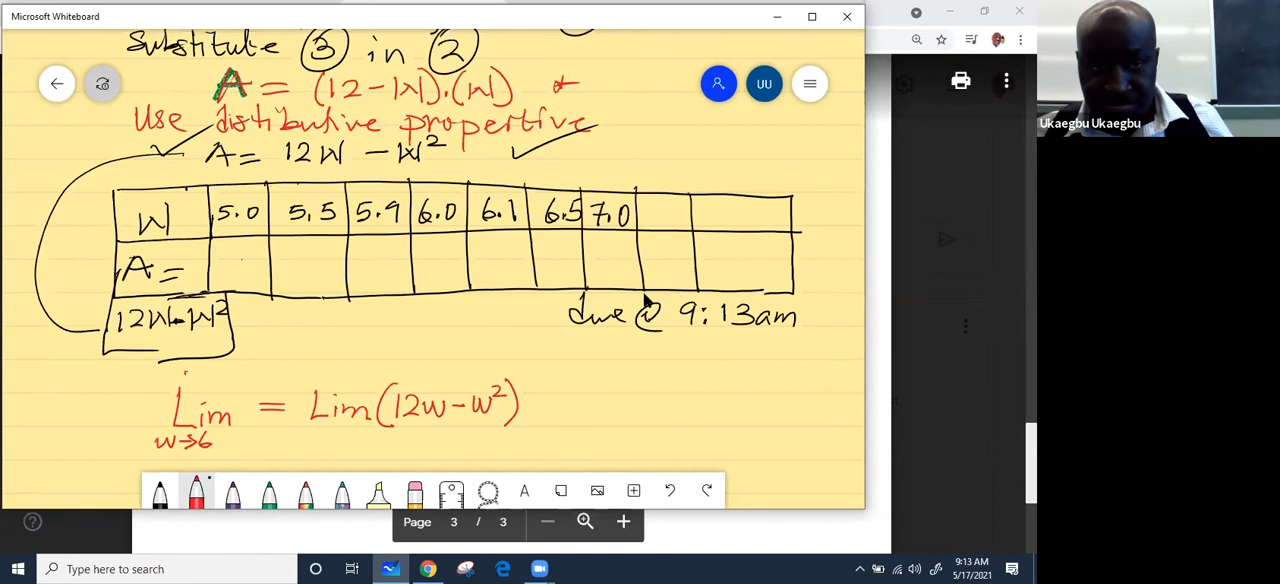 Microsoft Whiteboard
Substitute 3 in 2
A = (12-W).(W) *
Use distibutive propertive
A = 12W - W²
W 5.0 5.5 5.9 6.0 6.1 6.5 7.0
A =
12W-W²
due @ 9:13am
Lim = Lim(12w-w²)
w→6
UU
Ukaegbu Ukaegbu
A
Page 3 / 3
Type here to search
9:13 AM
5/17/2021